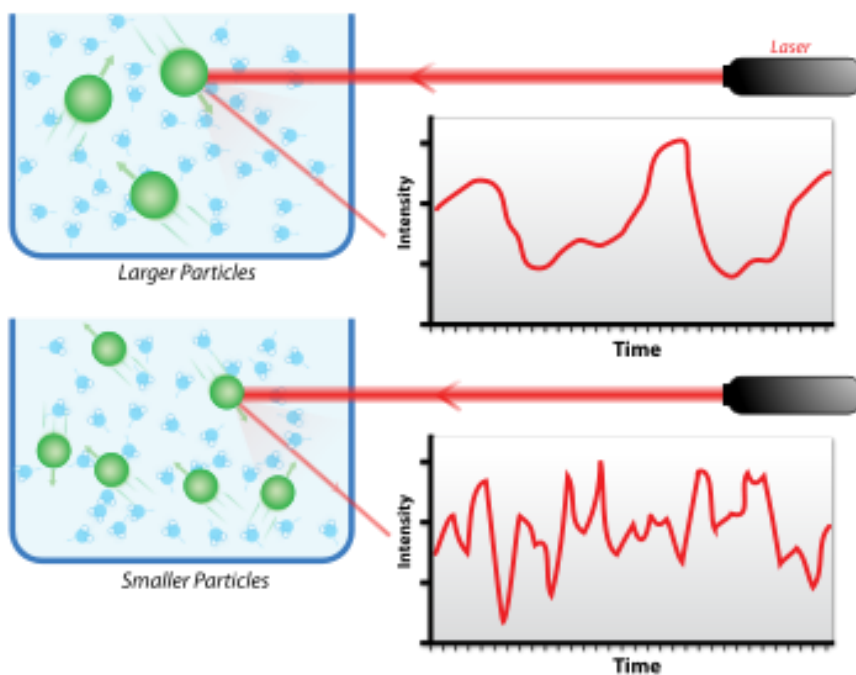 Laser
Intensity
Time
Larger Particles
Intensity
Time
Smaller Particles